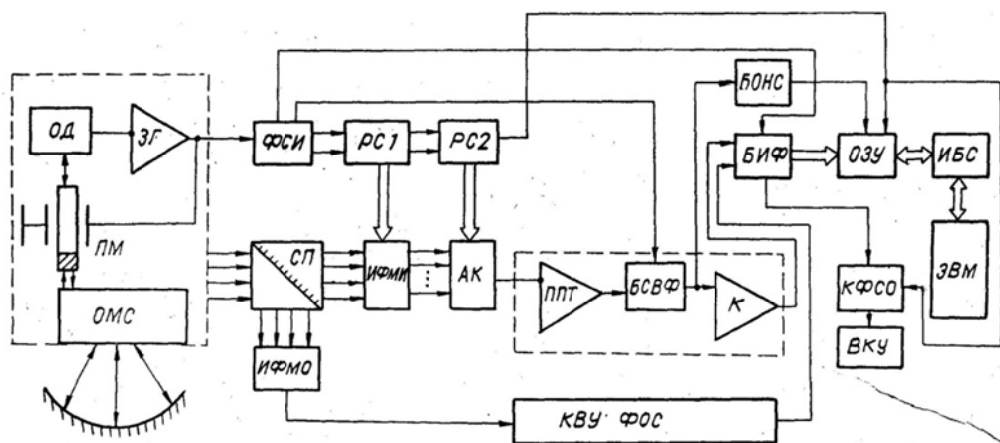 ОД
ЗГ
ПМ
ОМС
ФСИ
РС1
РС2
СП
ИФМИ
АК
ИФМО
ППТ
БСВФ
К
КВУ ФОС
БОНС
БИФ
ОЗУ
ИБС
ЭВМ
КФСО
ВКУ